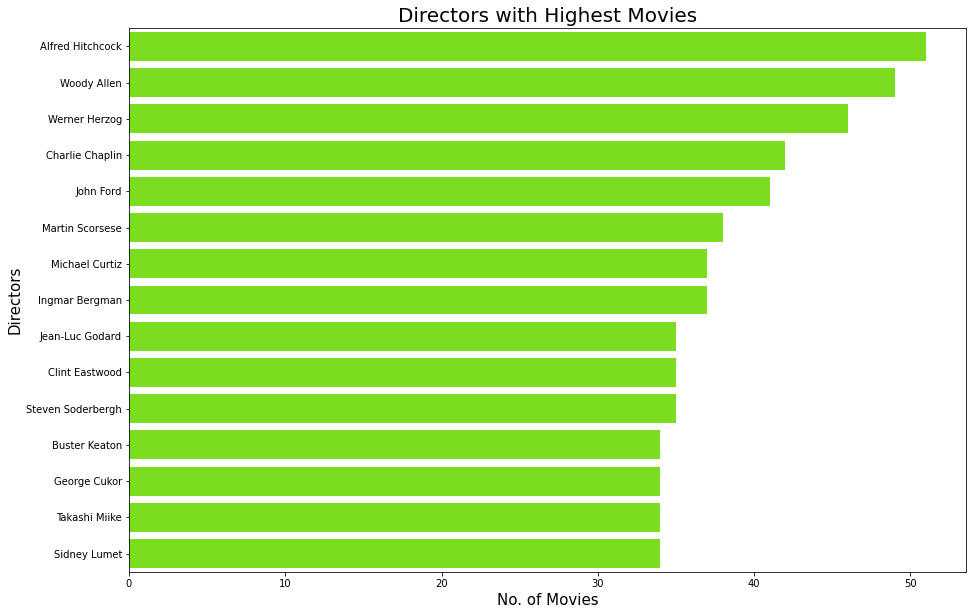 Directors with Highest Movies
Directors
Alfred Hitchcock
Woody Allen
Werner Herzog
Charlie Chaplin
John Ford
Martin Scorsese
Michael Curtiz
Ingmar Bergman
Jean-Luc Godard
Clint Eastwood
Steven Soderbergh
Buster Keaton
George Cukor
Takashi Miike
Sidney Lumet
0 10 20 30 40 50
No. of Movies